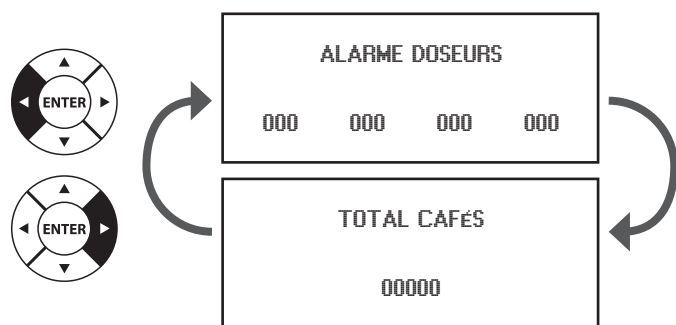 ENTER
ALARME DOSEURS
000 000 000 000
ENTER
TOTAL CAFÉS
00000